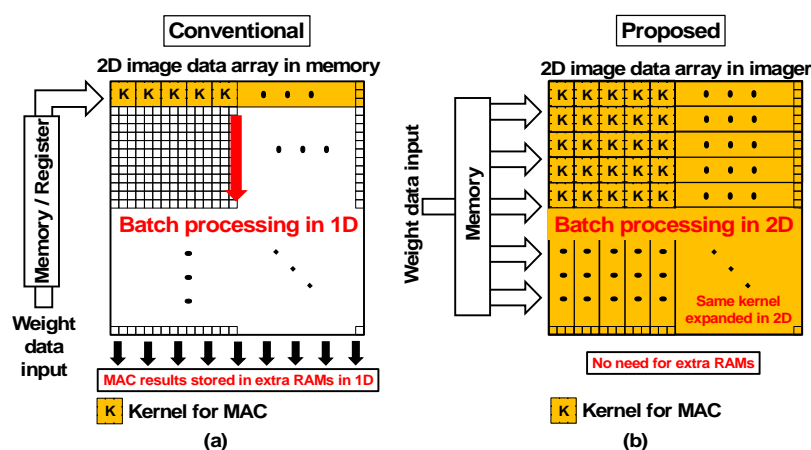 Conventional
2D image data array in memory
K K K K K
Memory / Register
Batch processing in 1D
Weight
data
input
MAC results stored in extra RAMs in 1D
K Kernel for MAC
(a)
Proposed
2D image data array in imager
K K K K K
K K K K K
K K K K K
K K K K K
K K K K K
Weight data input
Memory
Batch processing in 2D
Same kernel
expanded in 2D
No need for extra RAMs
K Kernel for MAC
(b)